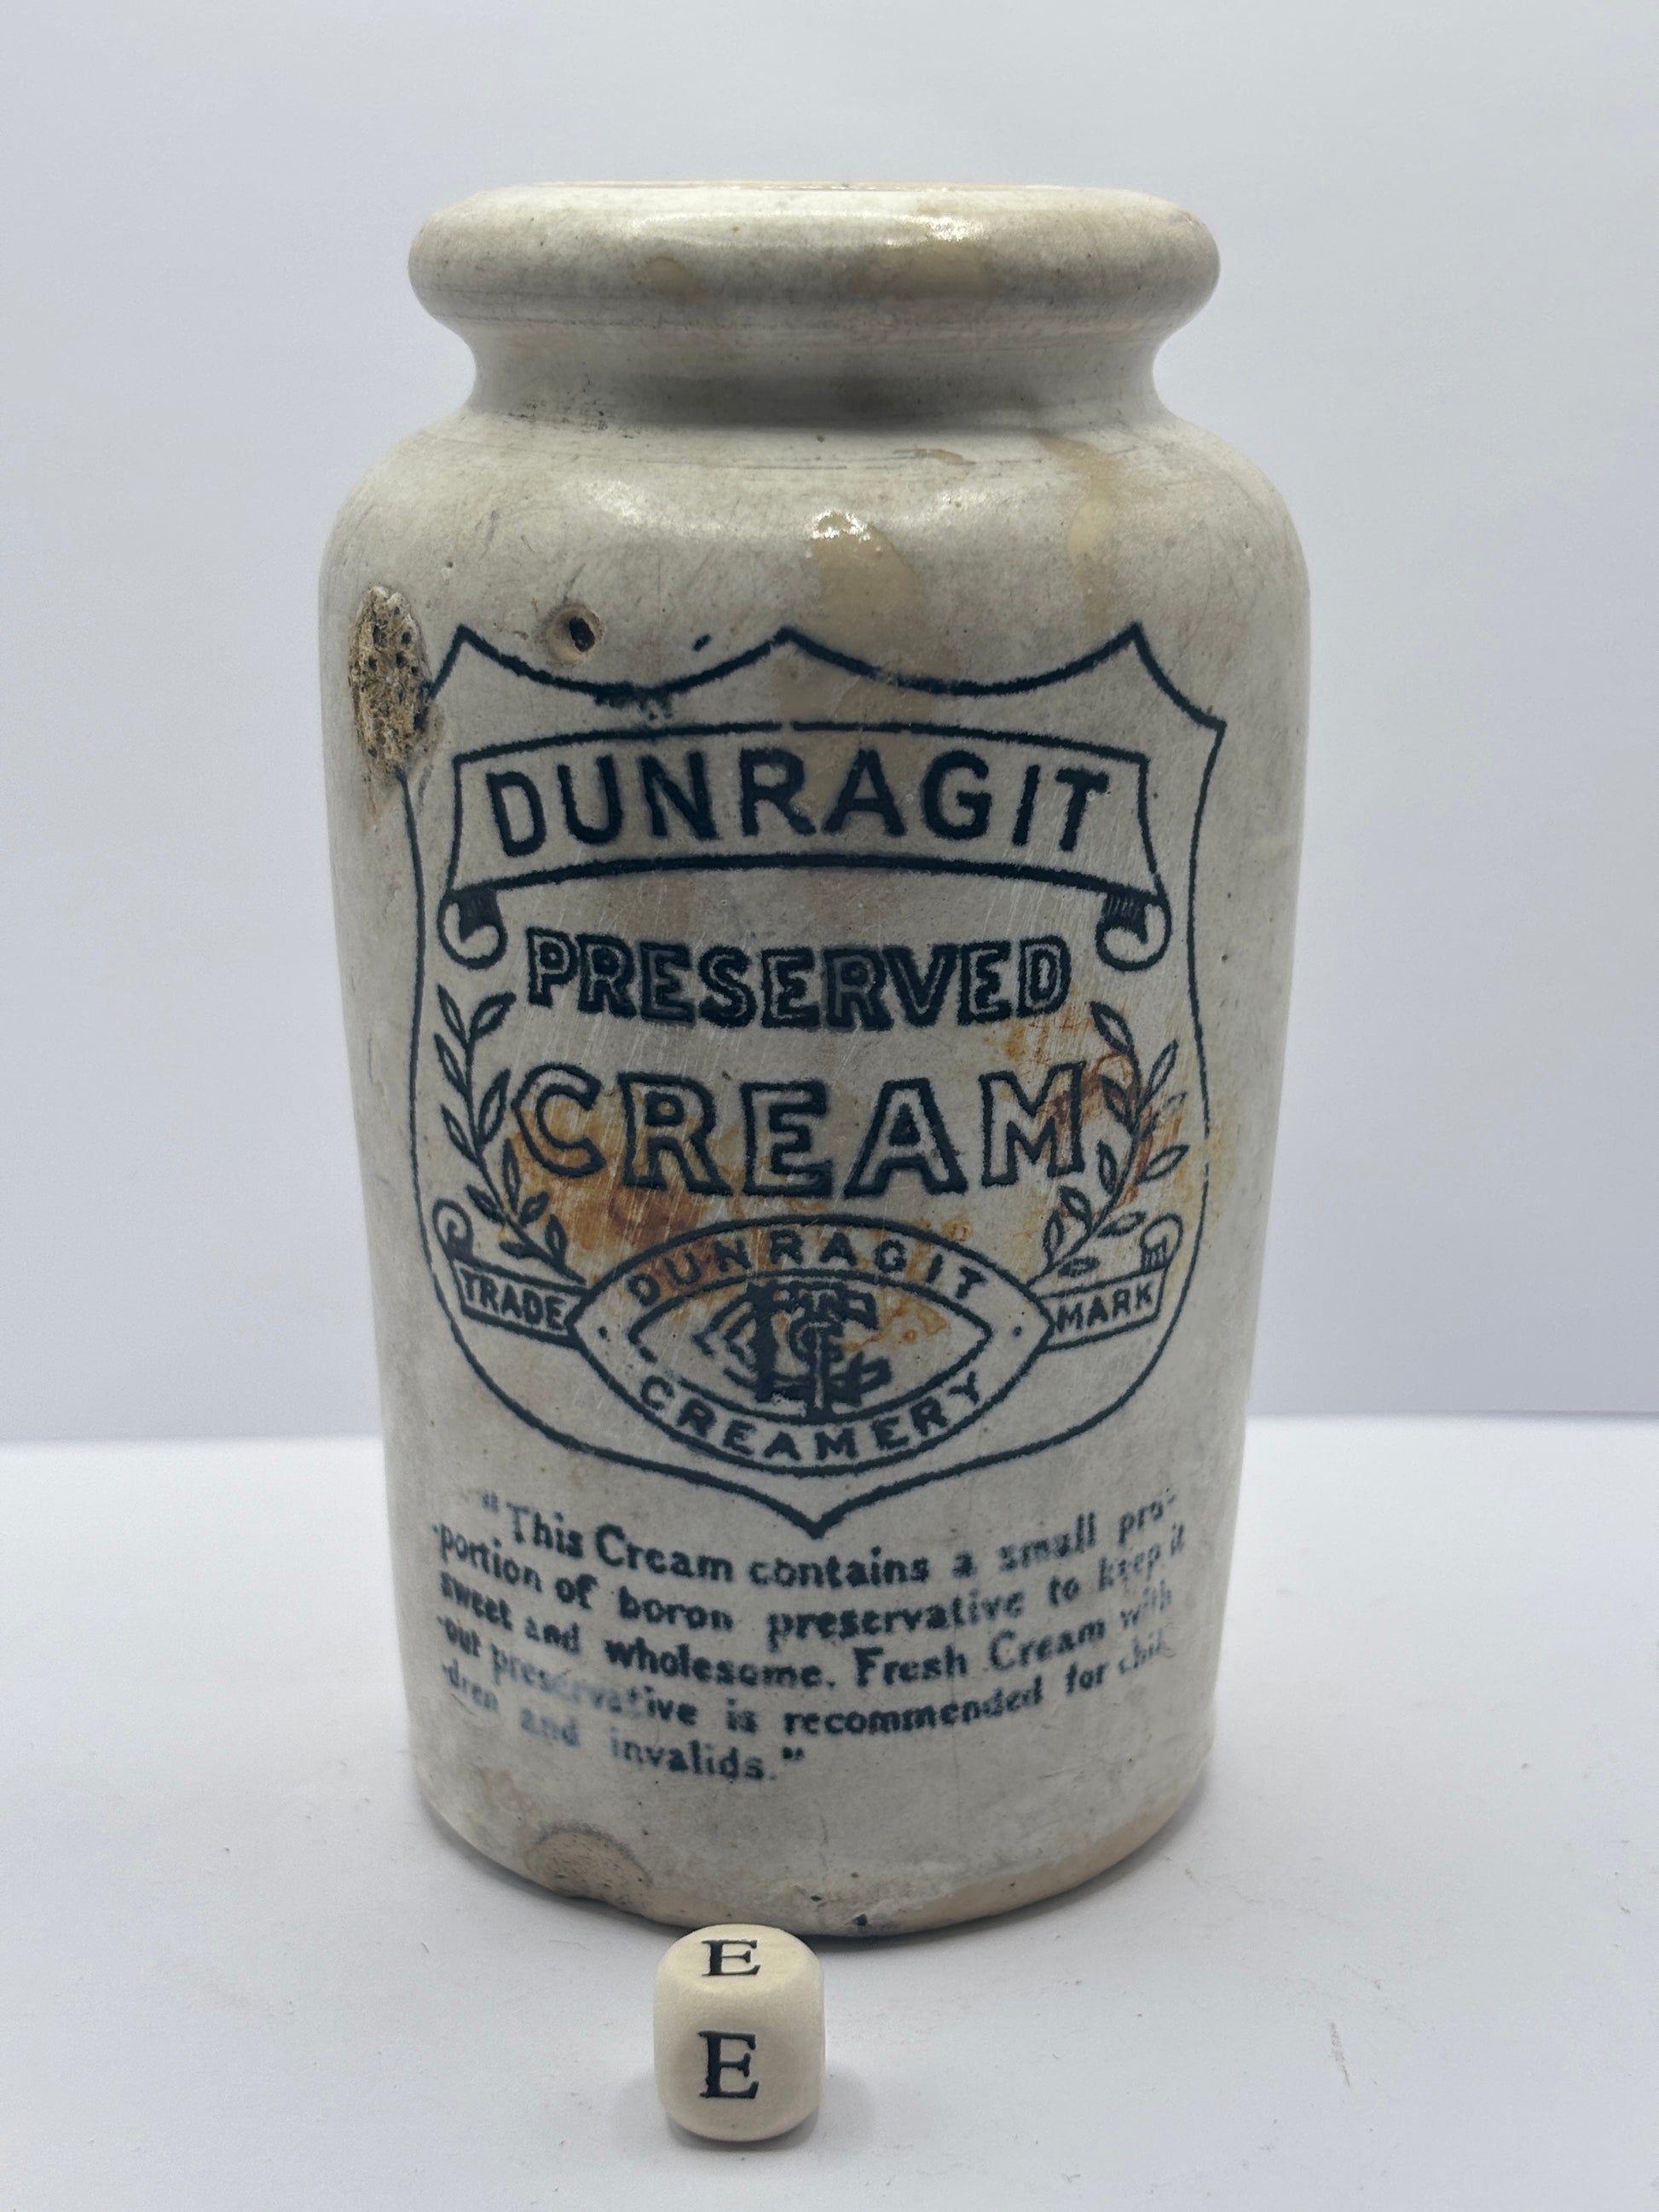 DUNRAGIT
PRESERVED
CREAM
DUNRAGIT
TRADE MARK
CREAMERY
"This Cream contains a small pro-
-portion of boron preservative to keep it
sweet and wholesome. Fresh Cream with
-out preservative is recommended for chil-
-dren and invalids."
E
E